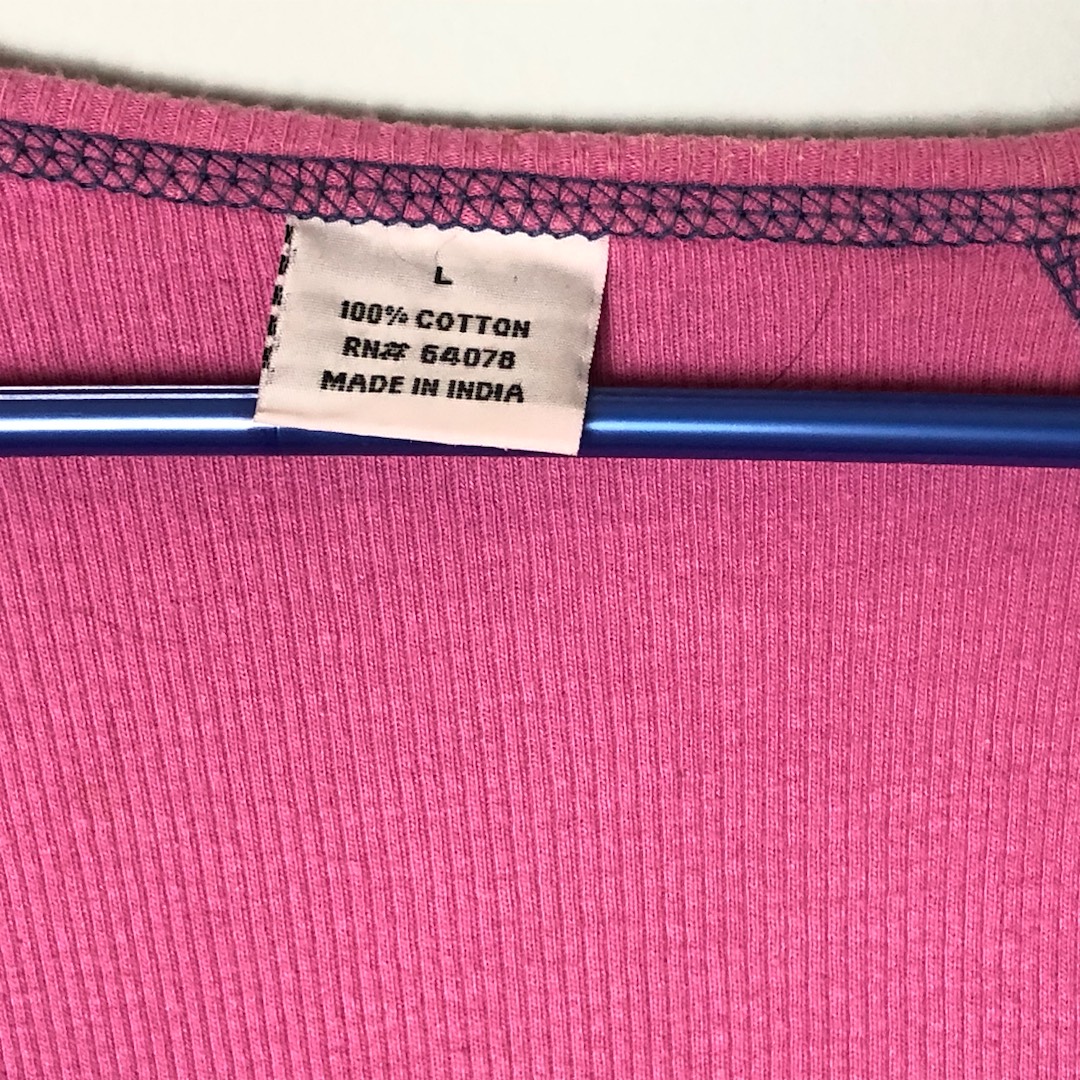 L
100% COTTON
RN# 64078
MADE IN INDIA